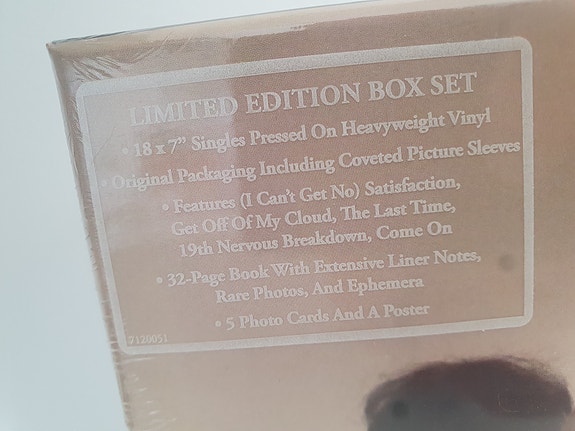 LIMITED EDITION BOX SET
• 18 x 7” Singles Pressed On Heavyweight Vinyl
• Original Packaging Including Coveted Picture Sleeves
• Features (I Can’t Get No) Satisfaction,
Get Off Of My Cloud, The Last Time,
19th Nervous Breakdown, Come On
• 32-Page Book With Extensive Liner Notes,
Rare Photos, And Ephemera
• 5 Photo Cards And A Poster
7120051